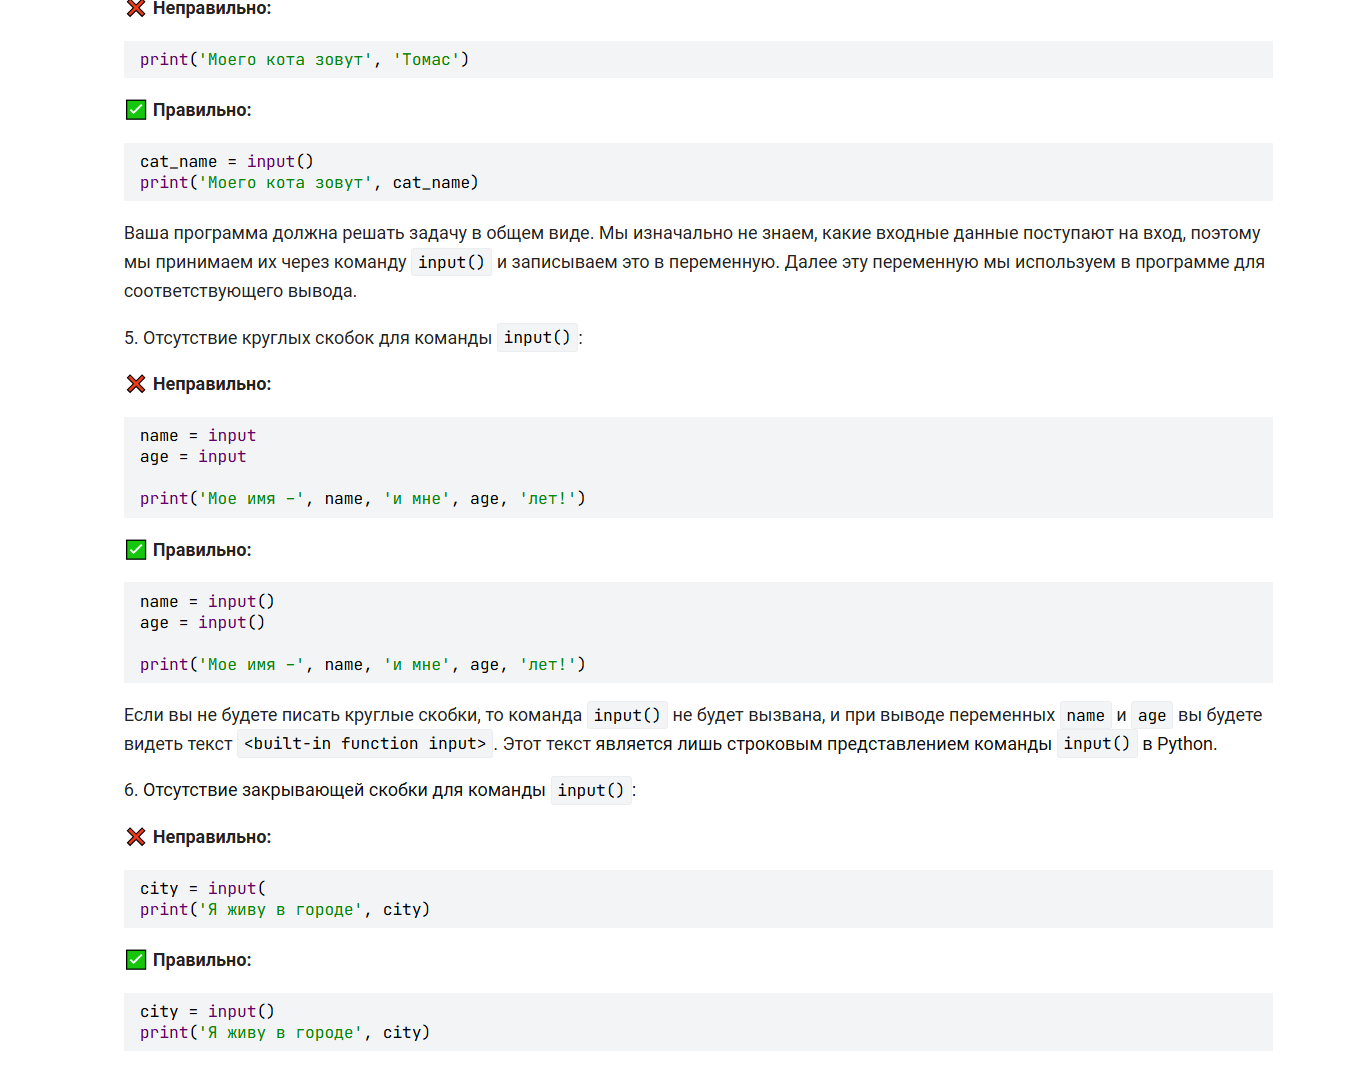 Неправильно:
print('Моего кота зовут', 'Томас')
Правильно:
cat_name = input()
print('Моего кота зовут', cat_name)
Ваша программа должна решать задачу в общем виде. Мы изначально не знаем, какие входные данные поступают на вход, поэтому
мы принимаем их через команду input() и записываем это в переменную. Далее эту переменную мы используем в программе для
соответствующего вывода.
5. Отсутствие круглых скобок для команды input():
Неправильно:
name = input
age = input
print('Мое имя –', name, 'и мне', age, 'лет!')
Правильно:
name = input()
age = input()
print('Мое имя –', name, 'и мне', age, 'лет!')
Если вы не будете писать круглые скобки, то команда input() не будет вызвана, и при выводе переменных name и age вы будете
видеть текст <built-in function input>. Этот текст является лишь строковым представлением команды input() в Python.
6. Отсутствие закрывающей скобки для команды input():
Неправильно:
city = input(
print('Я живу в городе', city)
Правильно:
city = input()
print('Я живу в городе', city)